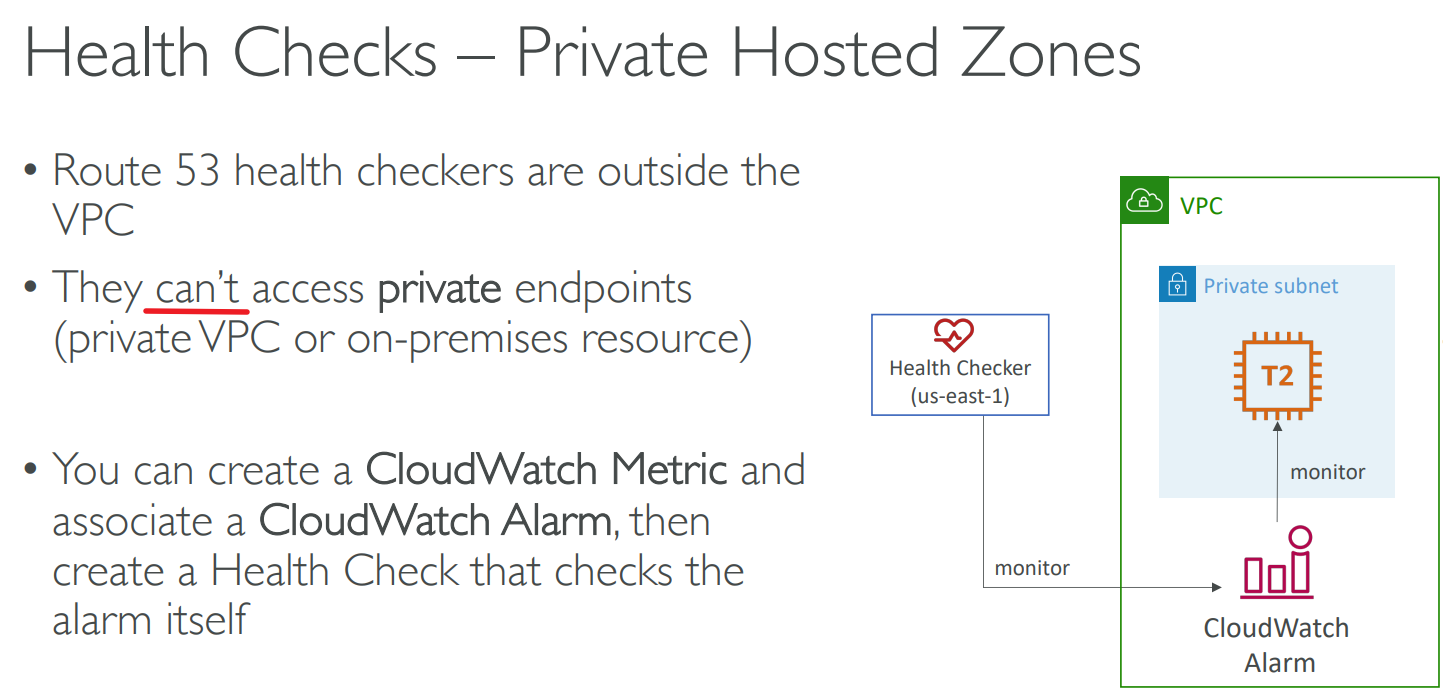 Health Checks – Private Hosted Zones
• Route 53 health checkers are outside the
VPC
• They can't access private endpoints
(private VPC or on-premises resource)
• You can create a CloudWatch Metric and
associate a CloudWatch Alarm, then
create a Health Check that checks the
alarm itself
VPC
Private subnet
T2
Health Checker
(us-east-1)
monitor
monitor
CloudWatch
Alarm